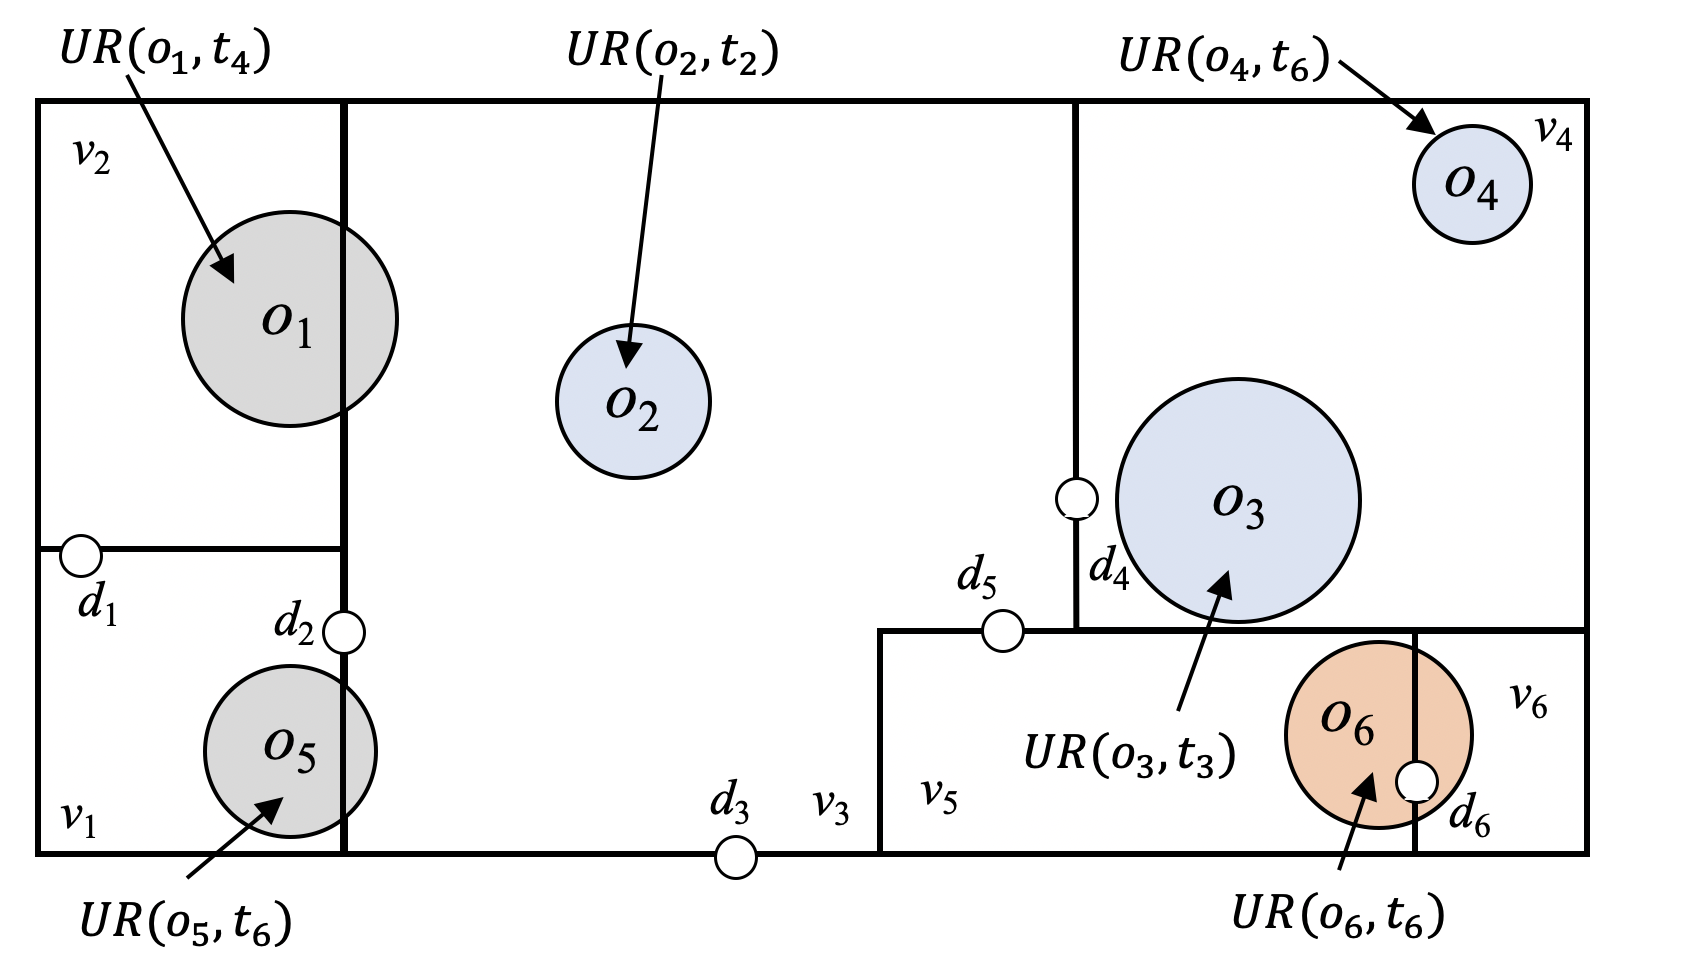 UR(o₁, t₄)
UR(o₂, t₂)
UR(o₄, t₆)
v₂
v₄
o₄
o₁
o₂
o₃
d₅
d₄
d₁
d₂
o₅
v₁
d₃
v₃
v₅
UR(o₃, t₃)
o₆
v₆
d₆
UR(o₅, t₆)
UR(o₆, t₆)